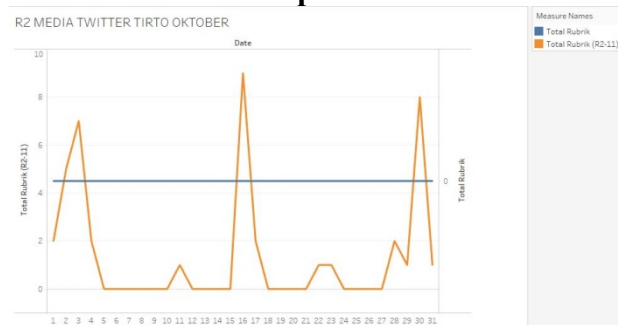 R2 MEDIA TWITTER TIRTO OKTOBER
Date
Measure Names
Total Rubrik
Total Rubrik (R2-11)
Total Rubrik (R2-11)
10
8
6
4
2
0
0
Total Rubrik
1 2 3 4 5 6 7 8 9 10 11 12 13 14 15 16 17 18 19 20 21 22 23 24 25 26 27 28 29 30 31